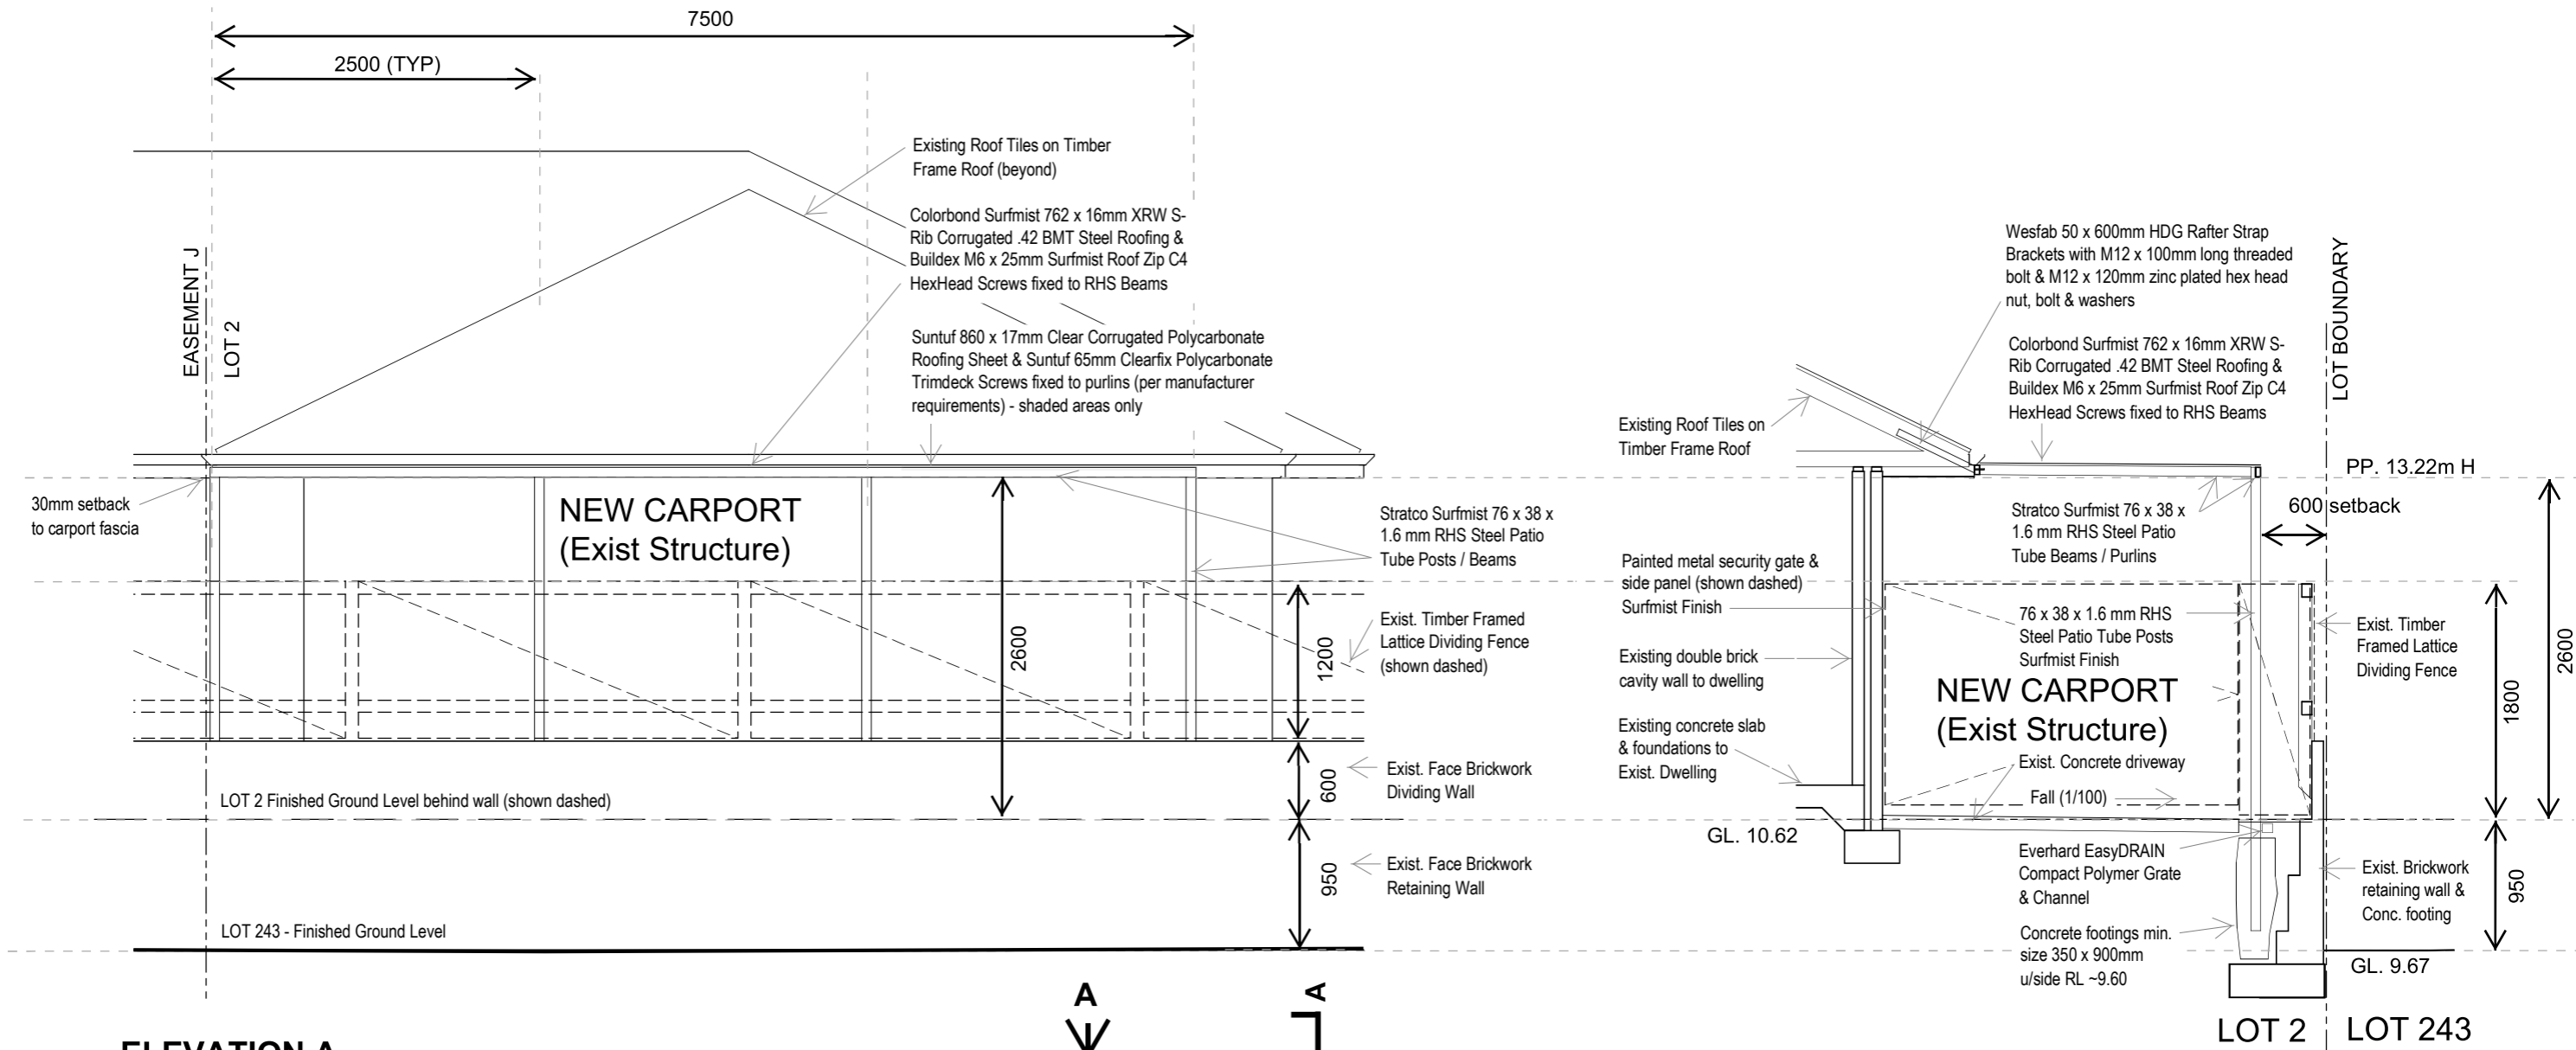 7500
2500 (TYP)
EASEMENT J
LOT 2
Existing Roof Tiles on Timber
Frame Roof (beyond)
Colorbond Surfmist 762 x 16mm XRW S-
Rib Corrugated .42 BMT Steel Roofing &
Buildex M6 x 25mm Surfmist Roof Zip C4
HexHead Screws fixed to RHS Beams
Suntuf 860 x 17mm Clear Corrugated Polycarbonate
Roofing Sheet & Suntuf 65mm Clearfix Polycarbonate
Trimdeck Screws fixed to purlins (per manufacturer
requirements) - shaded areas only
30mm setback
to carport fascia
NEW CARPORT
(Exist Structure)
2600
Stratco Surfmist 76 x 38 x
1.6 mm RHS Steel Patio
Tube Posts / Beams
1200
Exist. Timber Framed
Lattice Dividing Fence
(shown dashed)
600
Exist. Face Brickwork
Dividing Wall
LOT 2 Finished Ground Level behind wall (shown dashed)
950
Exist. Face Brickwork
Retaining Wall
LOT 243 - Finished Ground Level
A
A
ELEVATION A
Wesfab 50 x 600mm HDG Rafter Strap
Brackets with M12 x 100mm long threaded
bolt & M12 x 120mm zinc plated hex head
nut, bolt & washers
Colorbond Surfmist 762 x 16mm XRW S-
Rib Corrugated .42 BMT Steel Roofing &
Buildex M6 x 25mm Surfmist Roof Zip C4
HexHead Screws fixed to RHS Beams
LOT BOUNDARY
Existing Roof Tiles on
Timber Frame Roof
PP. 13.22m H
600 setback
Stratco Surfmist 76 x 38 x
1.6 mm RHS Steel Patio
Tube Beams / Purlins
Painted metal security gate &
side panel (shown dashed)
Surfmist Finish
76 x 38 x 1.6 mm RHS
Steel Patio Tube Posts
Surfmist Finish
Exist. Timber
Framed Lattice
Dividing Fence
Existing double brick
cavity wall to dwelling
NEW CARPORT
(Exist Structure)
1800
2600
Existing concrete slab
& foundations to
Exist. Dwelling
Exist. Concrete driveway
Fall (1/100)
GL. 10.62
Everhard EasyDRAIN
Compact Polymer Grate
& Channel
Exist. Brickwork
retaining wall &
Conc. footing
950
Concrete footings min.
size 350 x 900mm
u/side RL ~9.60
GL. 9.67
LOT 2
LOT 243